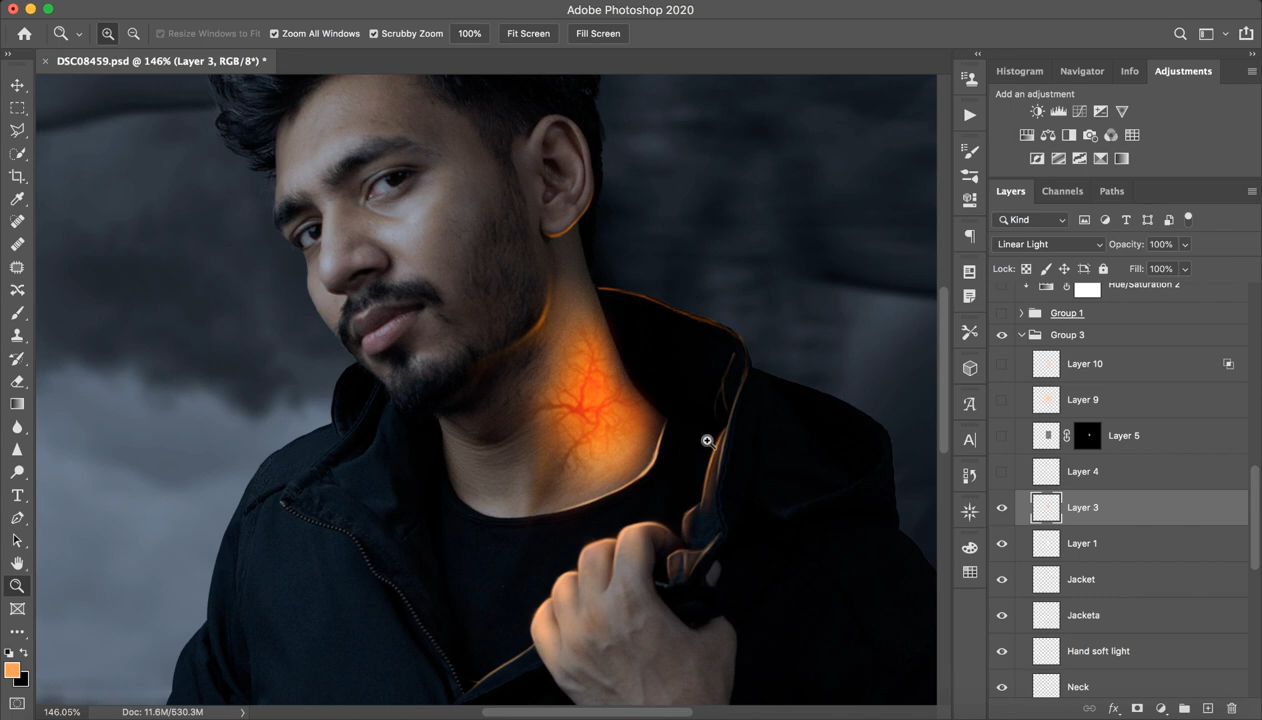 Adobe Photoshop 2020
Resize Windows to Fit
Zoom All Windows
Scrubby Zoom
100%
Fit Screen
Fill Screen
DSC08459.psd @ 146% (Layer 3, RGB/8*) *
Histogram
Navigator
Info
Adjustments
Add an adjustment
Layers
Channels
Paths
Kind
Linear Light
Opacity: 100%
Lock:
Fill: 100%
Hue/Saturation 2
Group 1
Group 3
Layer 10
Layer 9
Layer 5
Layer 4
Layer 3
Layer 1
Jacket
Jacketa
Hand soft light
Neck
146.05%
Doc: 11.6M/530.3M